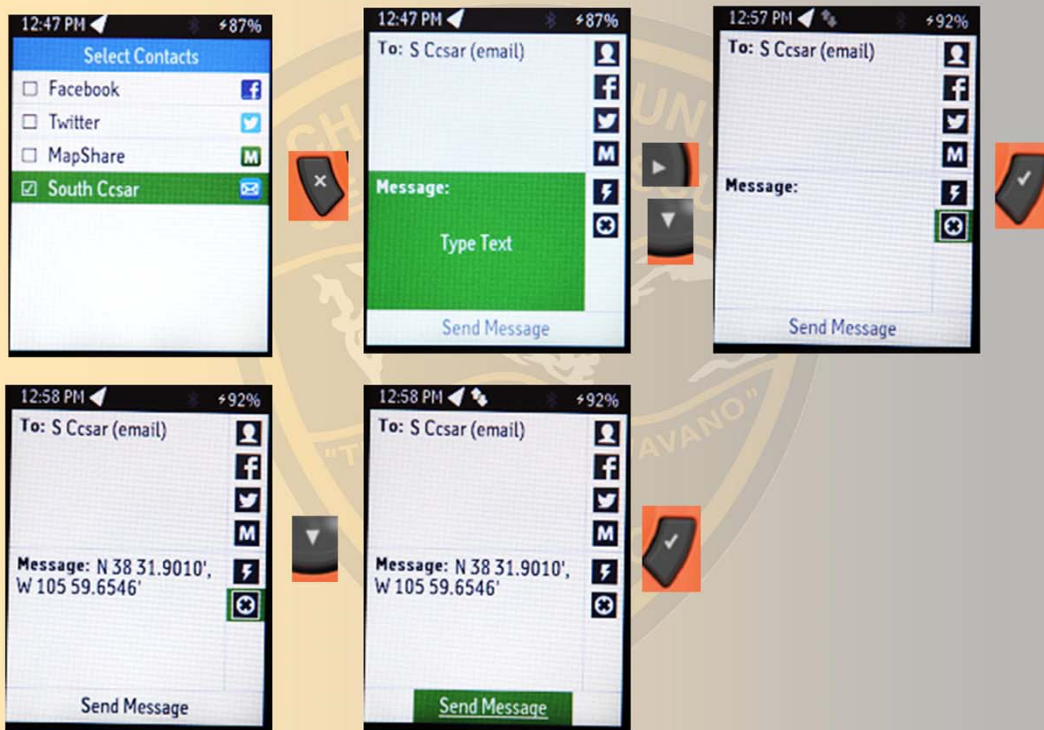 12:47 PM 87%
Select Contacts
Facebook
Twitter
MapShare
South Ccsar
12:47 PM 87%
To: S Ccsar (email)
Message:
Type Text
Send Message
12:57 PM 92%
To: S Ccsar (email)
Message:
Send Message
12:58 PM 92%
To: S Ccsar (email)
Message: N 38 31.9010',
W 105 59.6546'
Send Message
12:58 PM 92%
To: S Ccsar (email)
Message: N 38 31.9010',
W 105 59.6546'
Send Message